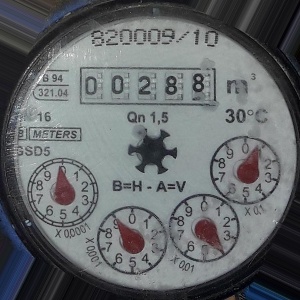 820009/10
B 94
321.04
00288 m³
16
Qn 1,5
30°C
B METERS
GSD5
B=H - A=V
X 0,1
X 0,01
X 0,001
X 0,0001